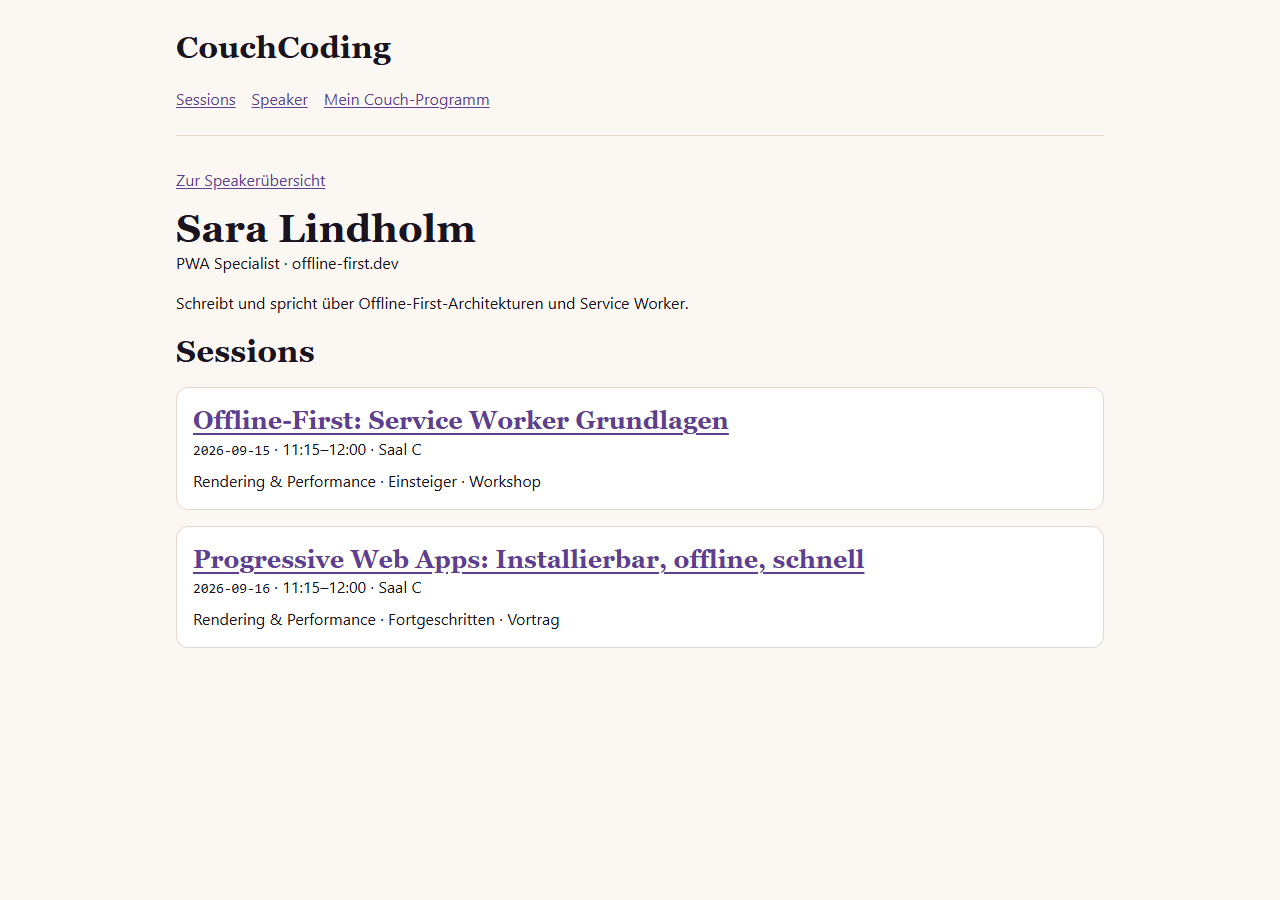 CouchCoding
Sessions Speaker Mein Couch-Programm
Zur Speakerübersicht
Sara Lindholm
PWA Specialist · offline-first.dev
Schreibt und spricht über Offline-First-Architekturen und Service Worker.
Sessions
Offline-First: Service Worker Grundlagen
2026-09-15 · 11:15–12:00 · Saal C
Rendering & Performance · Einsteiger · Workshop
Progressive Web Apps: Installierbar, offline, schnell
2026-09-16 · 11:15–12:00 · Saal C
Rendering & Performance · Fortgeschritten · Vortrag